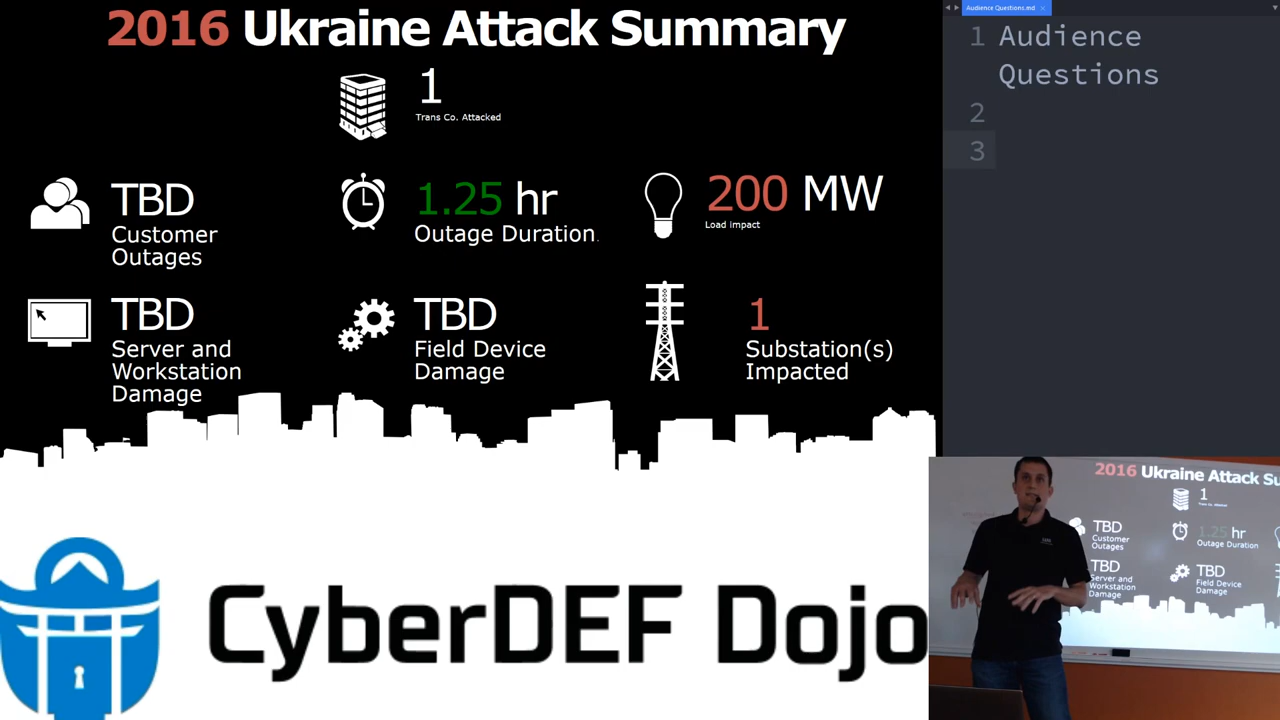 2016 Ukraine Attack Summary
1
Trans Co. Attacked
TBD
Customer
Outages
1.25 hr
Outage Duration.
200 MW
Load Impact
TBD
Server and
Workstation
Damage
TBD
Field Device
Damage
1
Substation(s)
Impacted
CyberDEF Dojo
Audience Questions.md
1 Audience
Questions
2
3
2016 Ukraine Attack Su
1
TBD
Customer
Outages
1.25 hr
Outage Duration
TBD
Server and
Workstation
Damage
TBD
Field Device
Damage